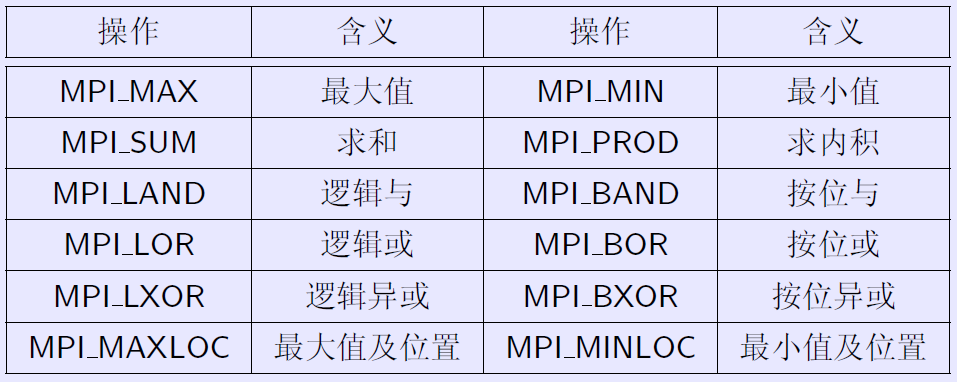 操作 含义 操作 含义
MPI_MAX 最大值 MPI_MIN 最小值
MPI_SUM 求和 MPI_PROD 求内积
MPI_LAND 逻辑与 MPI_BAND 按位与
MPI_LOR 逻辑或 MPI_BOR 按位或
MPI_LXOR 逻辑异或 MPI_BXOR 按位异或
MPI_MAXLOC 最大值及位置 MPI_MINLOC 最小值及位置